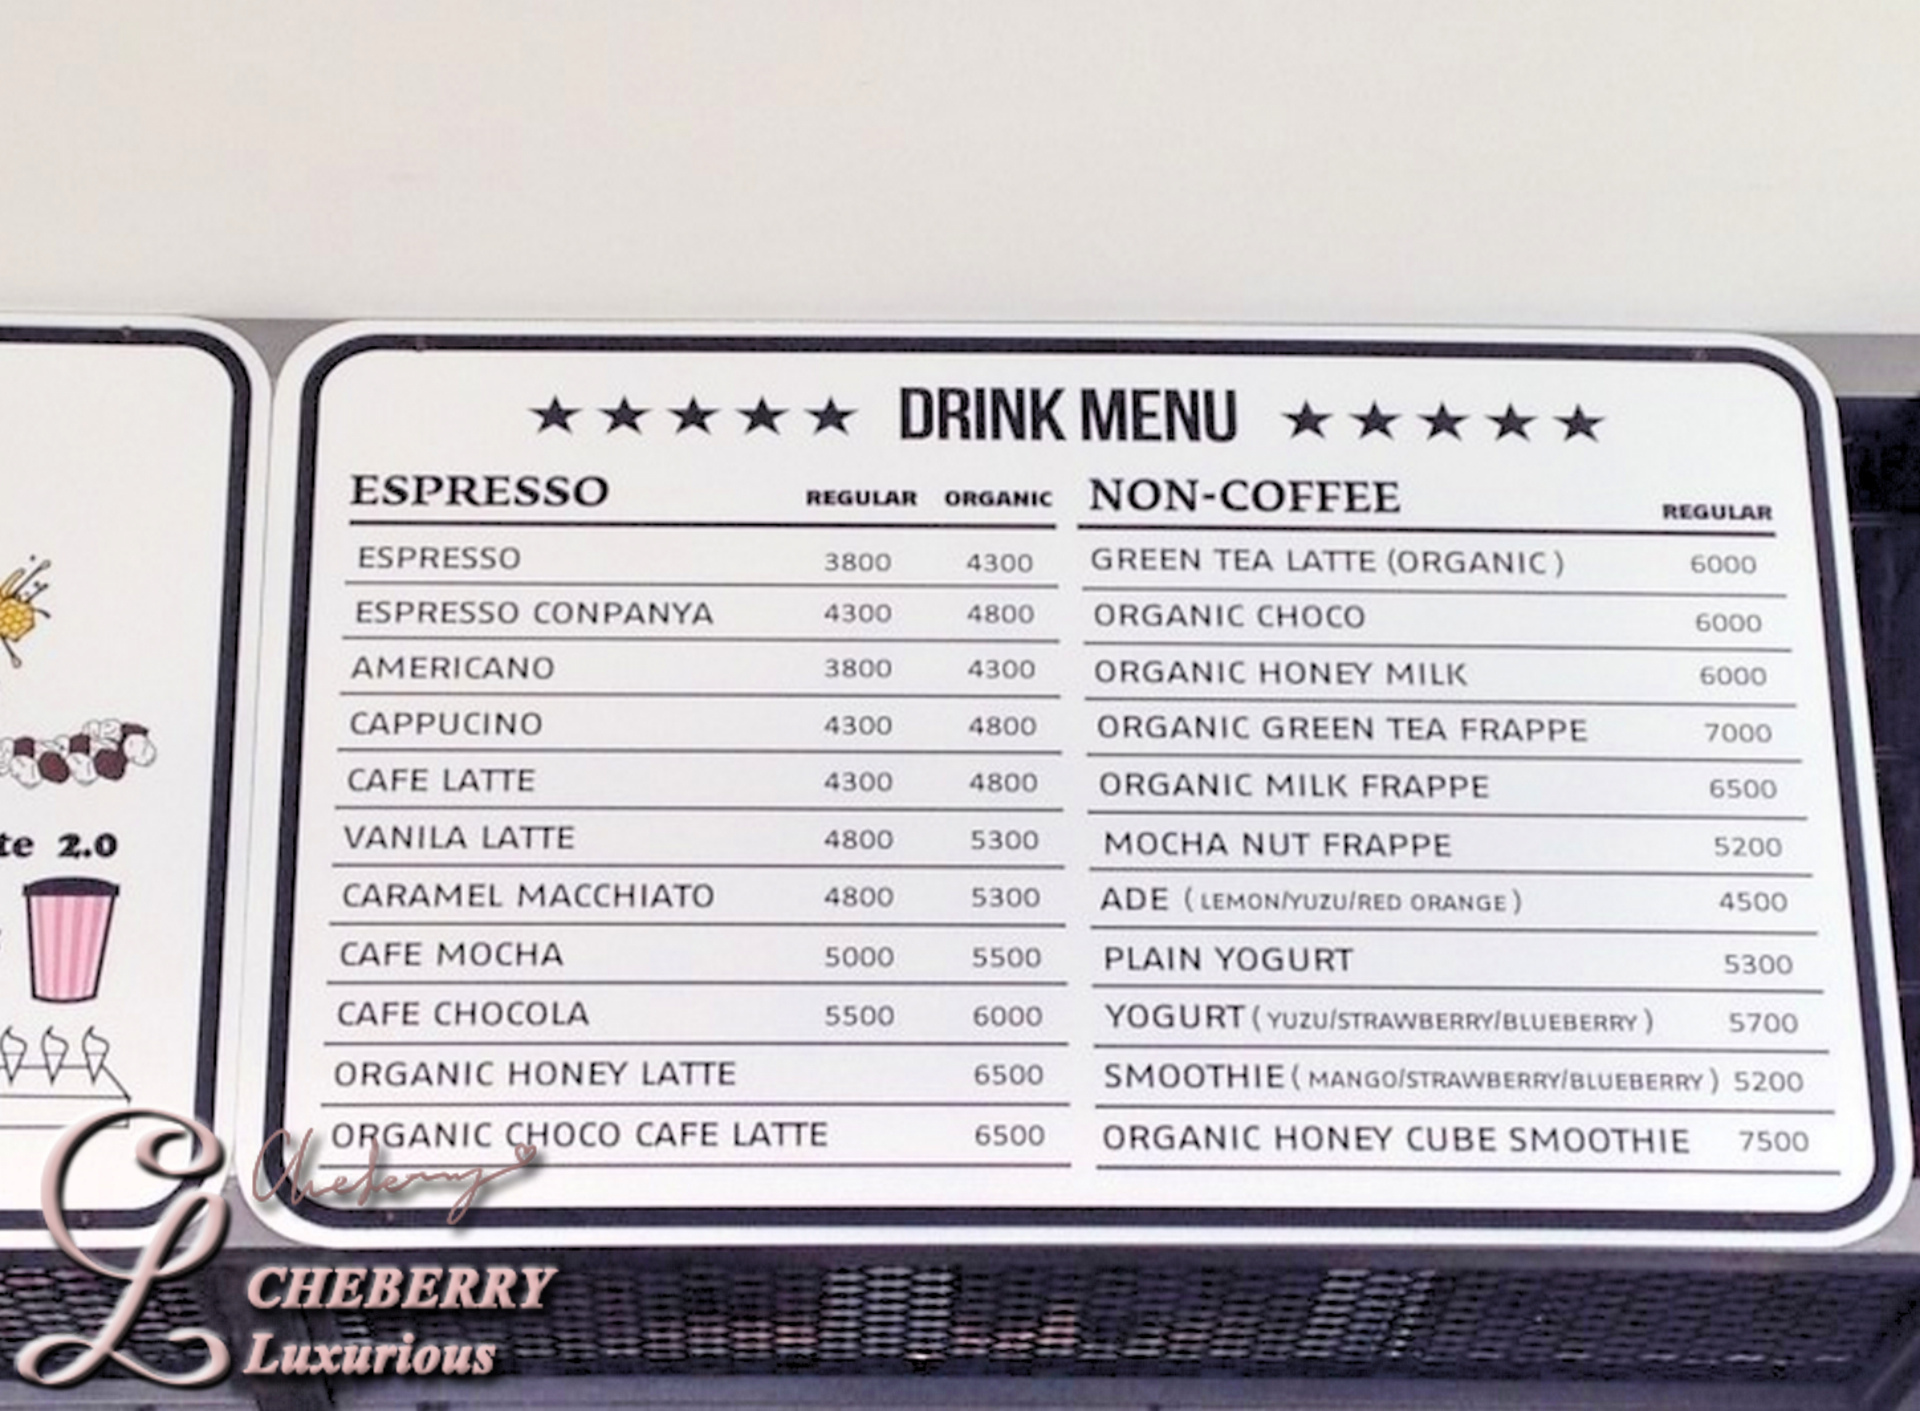 te 2.0
★★★★★ DRINK MENU ★★★★★
ESPRESSO REGULAR ORGANIC
ESPRESSO 3800 4300
ESPRESSO CONPANYA 4300 4800
AMERICANO 3800 4300
CAPPUCINO 4300 4800
CAFE LATTE 4300 4800
VANILA LATTE 4800 5300
CARAMEL MACCHIATO 4800 5300
CAFE MOCHA 5000 5500
CAFE CHOCOLA 5500 6000
ORGANIC HONEY LATTE 6500
ORGANIC CHOCO CAFE LATTE 6500
NON-COFFEE REGULAR
GREEN TEA LATTE (ORGANIC) 6000
ORGANIC CHOCO 6000
ORGANIC HONEY MILK 6000
ORGANIC GREEN TEA FRAPPE 7000
ORGANIC MILK FRAPPE 6500
MOCHA NUT FRAPPE 5200
ADE (LEMON/YUZU/RED ORANGE) 4500
PLAIN YOGURT 5300
YOGURT (YUZU/STRAWBERRY/BLUEBERRY) 5700
SMOOTHIE (MANGO/STRAWBERRY/BLUEBERRY) 5200
ORGANIC HONEY CUBE SMOOTHIE 7500
Cheberry
CHEBERRY
Luxurious